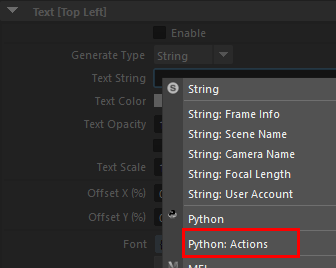 Text [Top Left]
Enable
Generate Type String
Text String
String
Text Color
String: Frame Info
Text Opacity
String: Scene Name
String: Camera Name
Text Scale
String: Focal Length
Offset X (%)
String: User Account
Offset Y (%)
Python
Font
Python: Actions
MEL